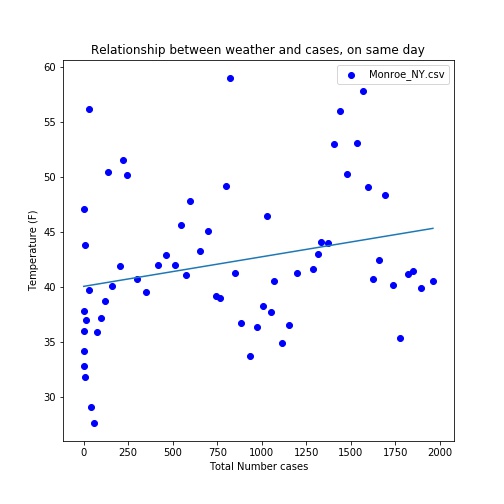 Relationship between weather and cases, on same day
Monroe_NY.csv
Temperature (F)
60
55
50
45
40
35
30
0 250 500 750 1000 1250 1500 1750 2000
Total Number cases